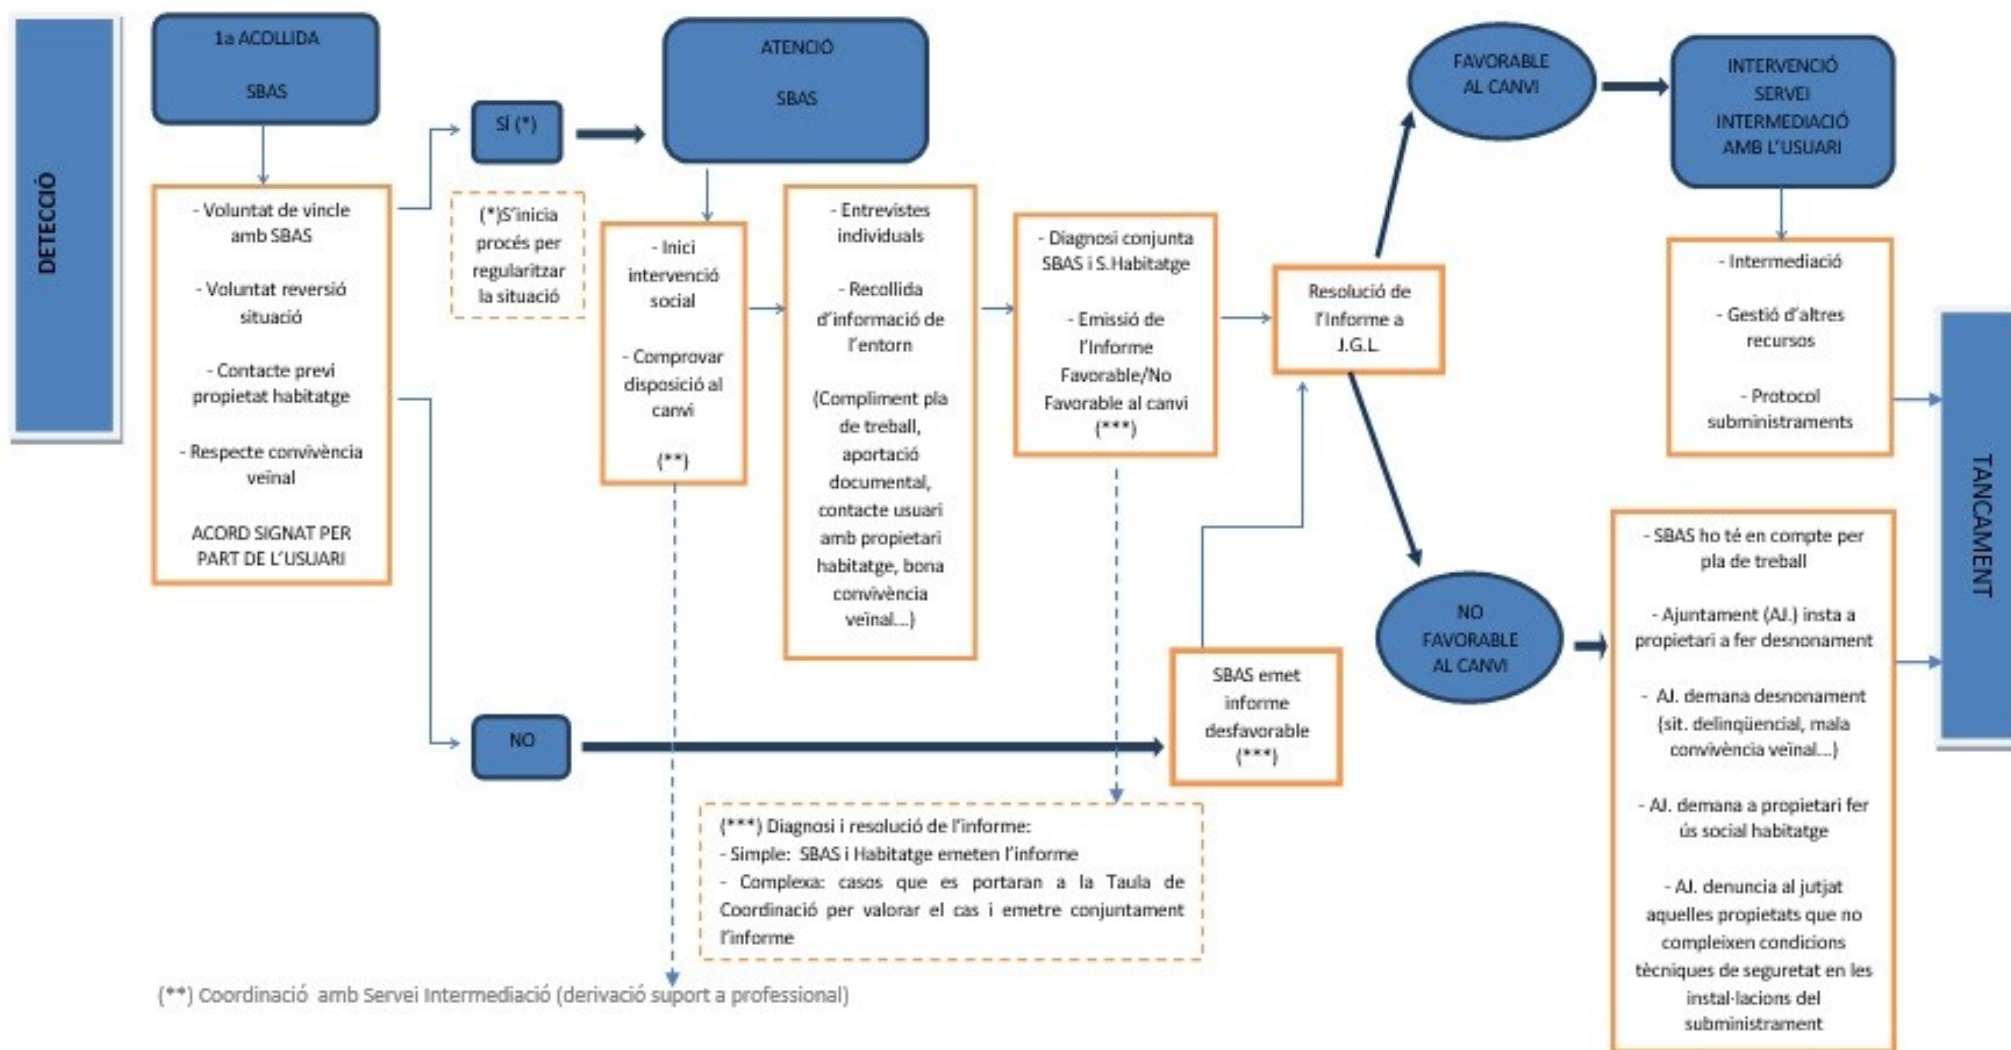 DETECCIÓ
1a ACOLLIDA
SBAS
- Voluntat de vincle
amb SBAS
- Voluntat reversió
situació
- Contacte previ
propietat habitatge
- Respecte convivència
veïnal
ACORD SIGNAT PER
PART DE L'USUARI
SÍ (*)
(*)S'inicia
procés per
regularitzar
la situació
NO
ATENCIÓ
SBAS
- Inici
intervenció
social
- Comprovar
disposició al
canvi
(**)
- Entrevistes
individuals
- Recollida
d'informació de
l'entorn
(Compliment pla
de treball,
aportació
documental,
contacte usuari
amb propietari
habitatge, bona
convivència
veïnal...)
- Diagnosi conjunta
SBAS i S.Habitatge
- Emissió de
l'Informe
Favorable/No
Favorable al canvi
(***)
SBAS emet
informe
desfavorable
(***)
Resolució de
l'Informe a
J.G.L.
FAVORABLE
AL CANVI
INTERVENCIÓ
SERVEI
INTERMEDIACIÓ
AMB L'USUARI
- Intermediació
- Gestió d'altres
recursos
- Protocol
subministraments
NO
FAVORABLE
AL CANVI
- SBAS ho té en compte per
pla de treball
- Ajuntament (AJ.) insta a
propietari a fer desnonament
- AJ. demana desnonament
(sit. delinqüencial, mala
convivència veïnal...)
- AJ. demana a propietari fer
ús social habitatge
- AJ. denuncia al jutjat
aquelles propietats que no
compleixen condicions
tècniques de seguretat en les
instal·lacions del
subministrament
TANCAMENT
(***) Diagnosi i resolució de l'informe:
- Simple: SBAS i Habitatge emeten l'informe
- Complexa: casos que es portaran a la Taula de
Coordinació per valorar el cas i emetre conjuntament
l'informe
(**) Coordinació amb Servei Intermediació (derivació suport a professional)